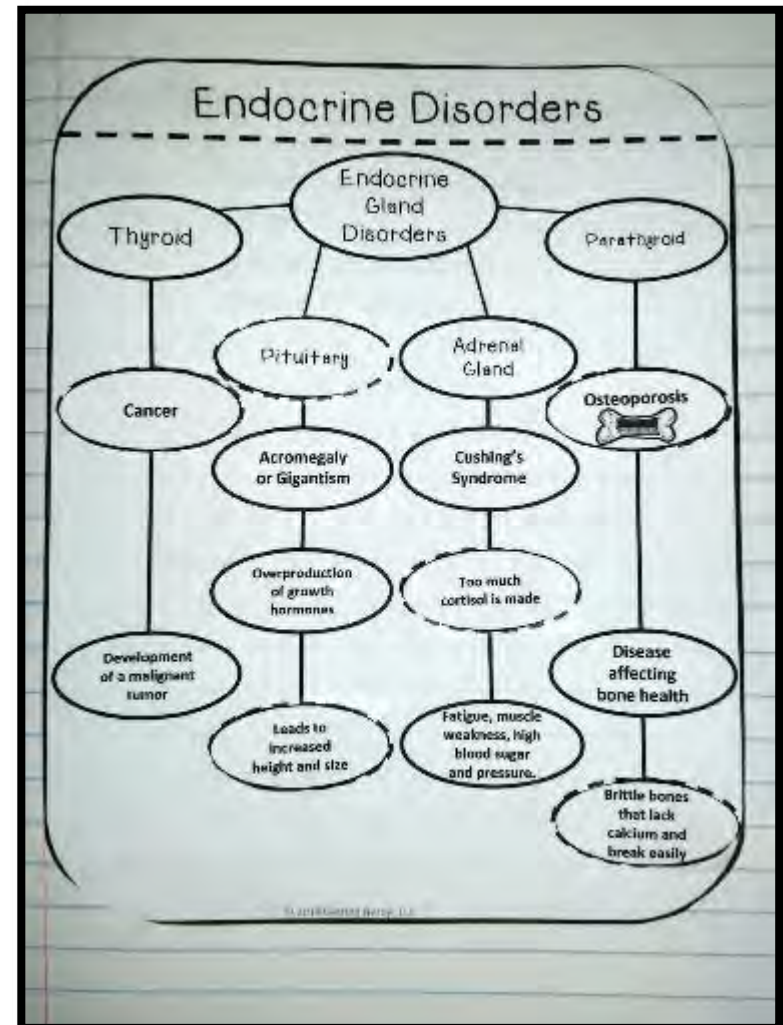 Endocrine Disorders
Endocrine
Gland
Disorders
Thyroid
Parathyroid
Pituitary
Adrenal
Gland
Cancer
Osteoporosis
Acromegaly
or Gigantism
Cushing's
Syndrome
Overproduction
of growth
hormones
Too much
cortisol is made
Development
of a malignant
tumor
Disease
affecting
bone health
Leads to
increased
height and size
Fatigue, muscle
weakness, high
blood sugar
and pressure.
Brittle bones
that lack
calcium and
break easily